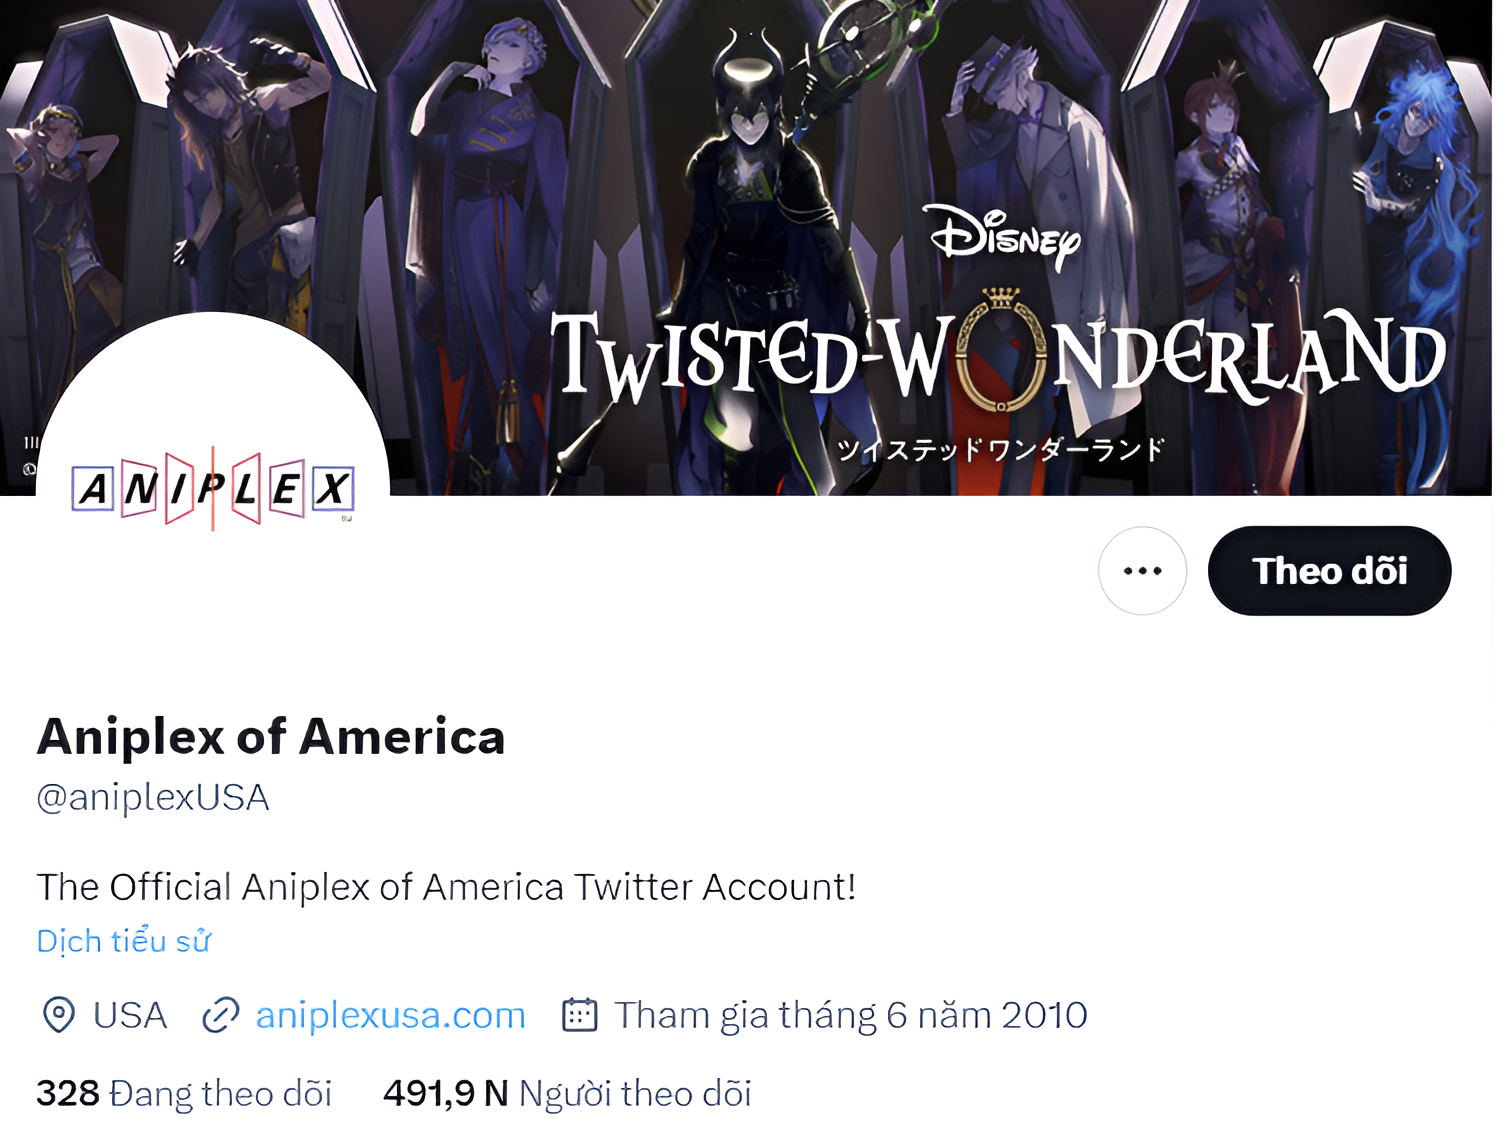 Disney
TWISTED-WONDERLAND
ツイステッドワンダーランド
ANIPLEX
TM
Theo dõi
Aniplex of America
@aniplexUSA
The Official Aniplex of America Twitter Account!
Dịch tiểu sử
USA aniplexusa.com Tham gia tháng 6 năm 2010
328 Đang theo dõi 491,9 N Người theo dõi